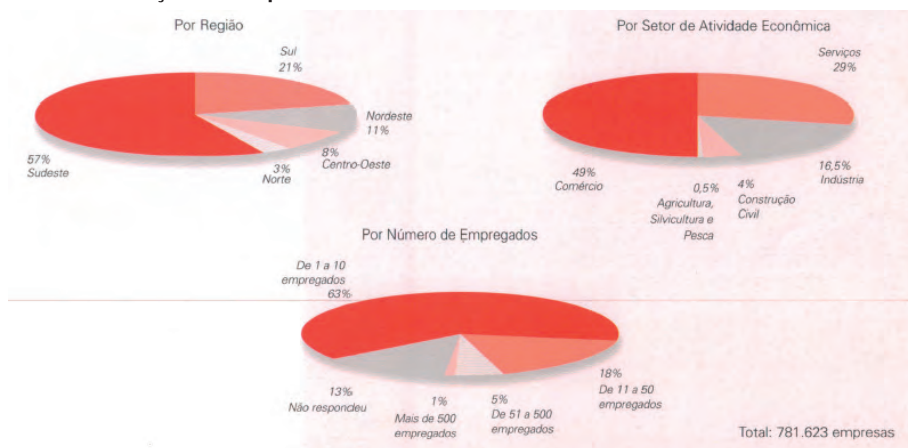 Por Região
Sul
21%
Nordeste
11%
8%
Centro-Oeste
3%
Norte
57%
Sudeste
Por Setor de Atividade Econômica
Serviços
29%
16,5%
Indústria
4%
Construção
Civil
0,5%
Agricultura,
Silvicultura e
Pesca
49%
Comércio
Por Número de Empregados
De 1 a 10
empregados
63%
18%
De 11 a 50
empregados
5%
De 51 a 500
empregados
1%
Mais de 500
empregados
13%
Não respondeu
Total: 781.623 empresas